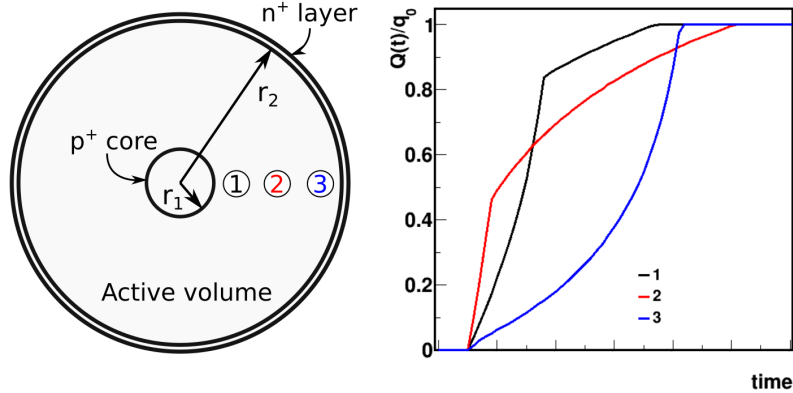 n⁺ layer
r₂
p⁺ core
r₁
1 2 3
Active volume
Q(t)/q₀
1
0.8
0.6
0.4
0.2
0
1
2
3
time